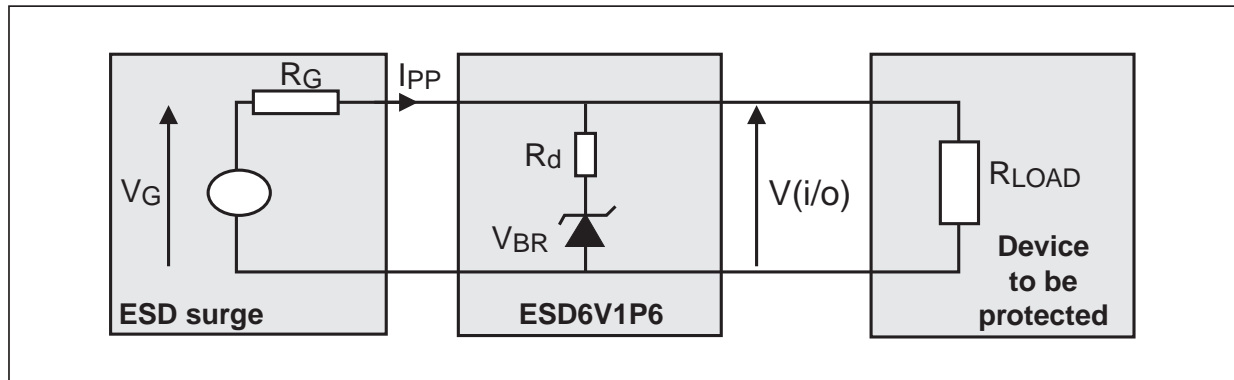 RG
IPP
VG
ESD surge
Rd
VBR
ESD6V1P6
V(i/o)
RLOAD
Device
to be
protected